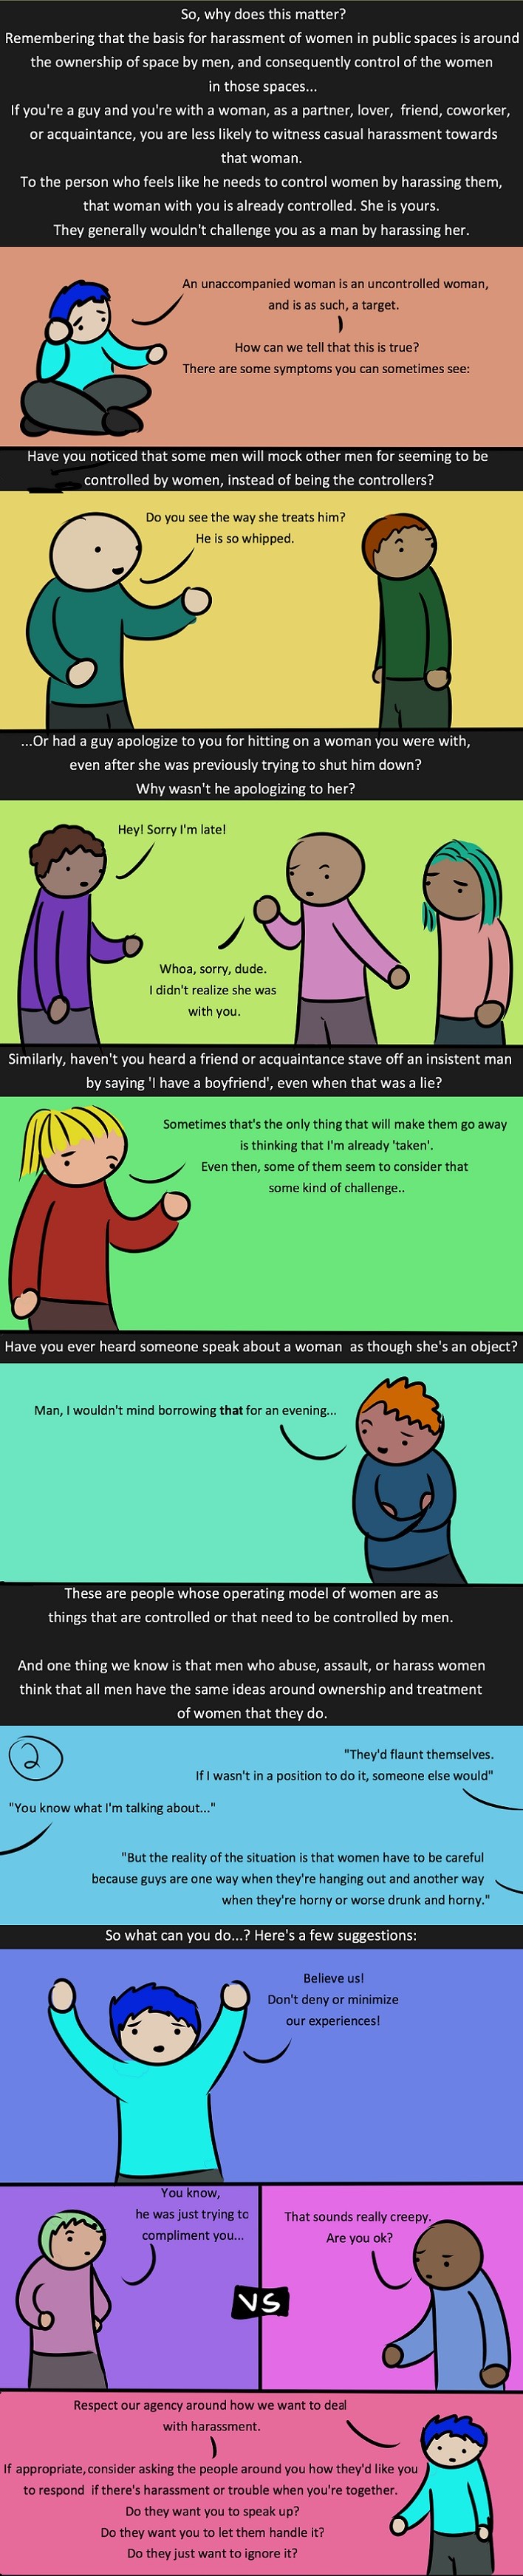 So, why does this matter?
Remembering that the basis for harassment of women in public spaces is around
the ownership of space by men, and consequently control of the women
in those spaces...
If you're a guy and you're with a woman, as a partner, lover, friend, coworker,
or acquaintance, you are less likely to witness casual harassment towards
that woman.
To the person who feels like he needs to control women by harassing them,
that woman with you is already controlled. She is yours.
They generally wouldn't challenge you as a man by harassing her.
An unaccompanied woman is an uncontrolled woman,
and is as such, a target.
How can we tell that this is true?
There are some symptoms you can sometimes see:
Have you noticed that some men will mock other men for seeming to be
controlled by women, instead of being the controllers?
Do you see the way she treats him?
He is so whipped.
...Or had a guy apologize to you for hitting on a woman you were with,
even after she was previously trying to shut him down?
Why wasn't he apologizing to her?
Hey! Sorry I'm late!
Whoa, sorry, dude.
I didn't realize she was
with you.
Similarly, haven't you heard a friend or acquaintance stave off an insistent man
by saying 'I have a boyfriend', even when that was a lie?
Sometimes that's the only thing that will make them go away
is thinking that I'm already 'taken'.
Even then, some of them seem to consider that
some kind of challenge..
Have you ever heard someone speak about a woman as though she's an object?
Man, I wouldn't mind borrowing that for an evening...
These are people whose operating model of women are as
things that are controlled or that need to be controlled by men.
And one thing we know is that men who abuse, assault, or harass women
think that all men have the same ideas around ownership and treatment
of women that they do.
2
"They'd flaunt themselves.
If I wasn't in a position to do it, someone else would"
"You know what I'm talking about..."
"But the reality of the situation is that women have to be careful
because guys are one way when they're hanging out and another way
when they're horny or worse drunk and horny."
So what can you do...? Here's a few suggestions:
Believe us!
Don't deny or minimize
our experiences!
You know,
he was just trying to
compliment you...
VS
That sounds really creepy.
Are you ok?
Respect our agency around how we want to deal
with harassment.
If appropriate, consider asking the people around you how they'd like you
to respond if there's harassment or trouble when you're together.
Do they want you to speak up?
Do they want you to let them handle it?
Do they just want to ignore it?